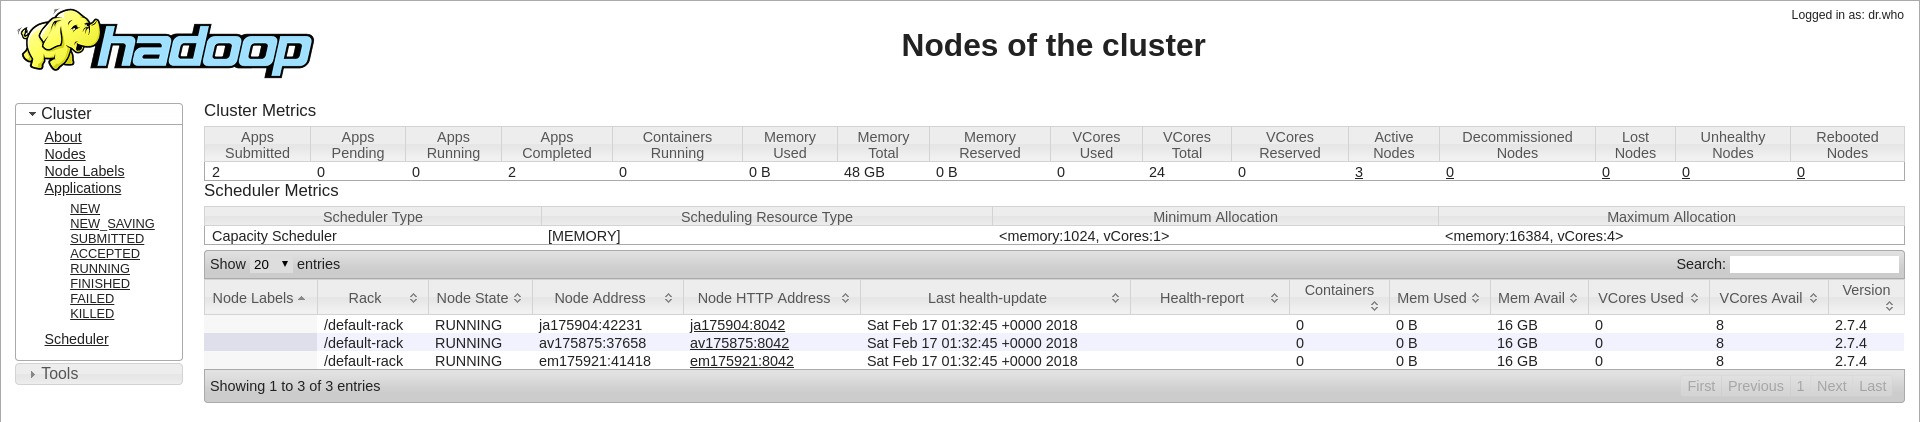 hadoop
Logged in as: dr.who
Nodes of the cluster
Cluster
About
Nodes
Node Labels
Applications
NEW
NEW_SAVING
SUBMITTED
ACCEPTED
RUNNING
FINISHED
FAILED
KILLED
Scheduler
Tools
Cluster Metrics
Apps Submitted Apps Pending Apps Running Apps Completed Containers Running Memory Used Memory Total Memory Reserved VCores Used VCores Total VCores Reserved Active Nodes Decommissioned Nodes Lost Nodes Unhealthy Nodes Rebooted Nodes
2 0 0 2 0 0 B 48 GB 0 B 0 24 0 3 0 0 0 0
Scheduler Metrics
Scheduler Type Scheduling Resource Type Minimum Allocation Maximum Allocation
Capacity Scheduler [MEMORY] <memory:1024, vCores:1> <memory:16384, vCores:4>
Show 20 entries Search:
Node Labels Rack Node State Node Address Node HTTP Address Last health-update Health-report Containers Mem Used Mem Avail VCores Used VCores Avail Version
/default-rack RUNNING ja175904:42231 ja175904:8042 Sat Feb 17 01:32:45 +0000 2018 0 0 B 16 GB 0 8 2.7.4
/default-rack RUNNING av175875:37658 av175875:8042 Sat Feb 17 01:32:45 +0000 2018 0 0 B 16 GB 0 8 2.7.4
/default-rack RUNNING em175921:41418 em175921:8042 Sat Feb 17 01:32:45 +0000 2018 0 0 B 16 GB 0 8 2.7.4
Showing 1 to 3 of 3 entries First Previous 1 Next Last